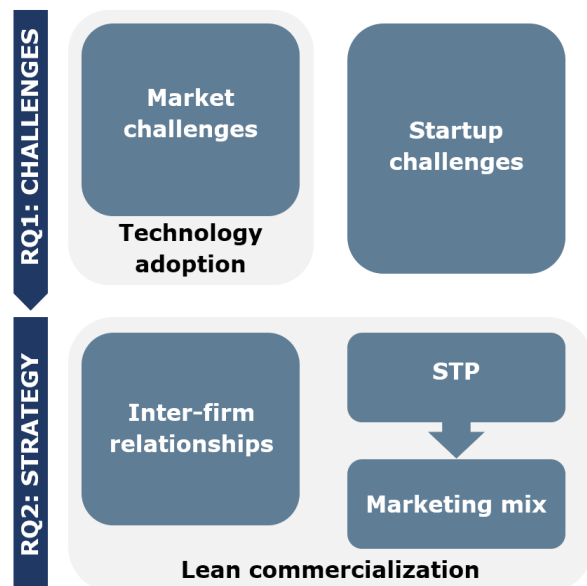 RQ1: CHALLENGES
Market
challenges
Technology
adoption
Startup
challenges
RQ2: STRATEGY
Inter-firm
relationships
STP
Marketing mix
Lean commercialization